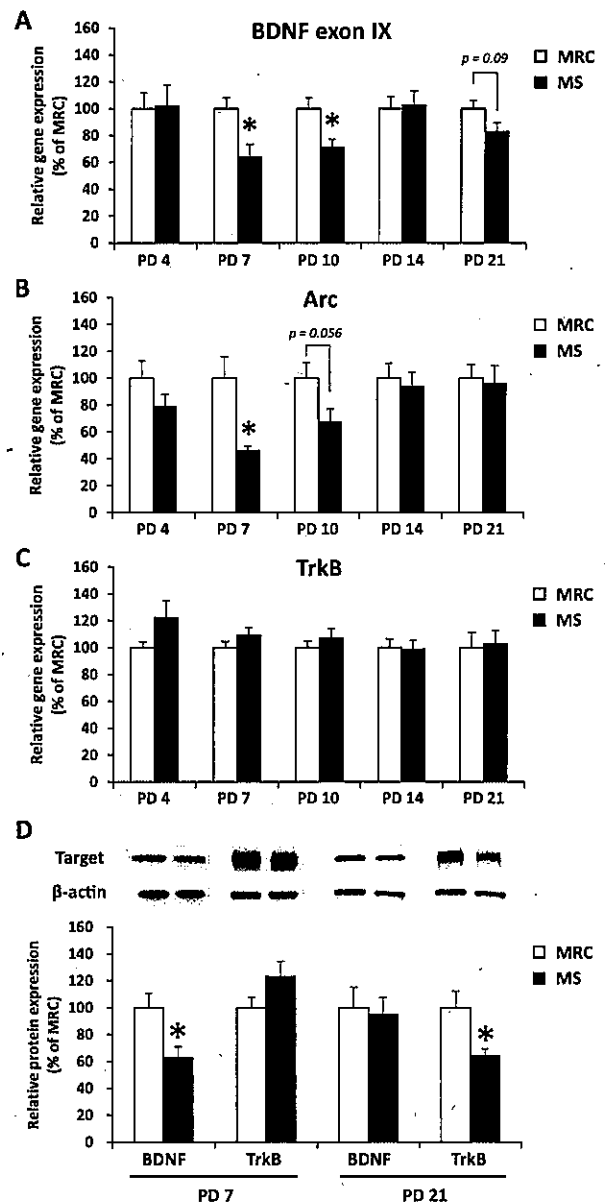 A
BDNF exon IX
Relative gene expression
(% of MRC)
160
140
120
100
80
60
40
20
0
*
*
p = 0.09
MRC
MS
PD 4
PD 7
PD 10
PD 14
PD 21
B
Arc
Relative gene expression
(% of MRC)
160
140
120
100
80
60
40
20
0
*
p = 0.056
MRC
MS
PD 4
PD 7
PD 10
PD 14
PD 21
C
TrkB
Relative gene expression
(% of MRC)
160
140
120
100
80
60
40
20
0
MRC
MS
PD 4
PD 7
PD 10
PD 14
PD 21
D
Target
β-actin
Relative protein expression
(% of MRC)
160
140
120
100
80
60
40
20
0
*
*
MRC
MS
BDNF
TrkB
BDNF
TrkB
PD 7
PD 21